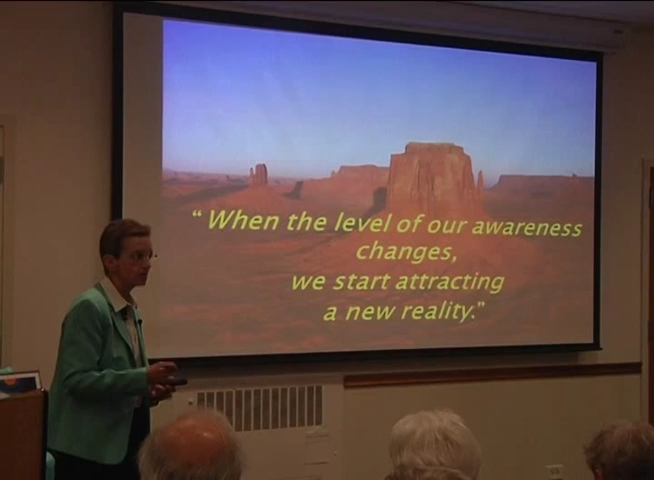 “When the level of our awareness
changes,
we start attracting
a new reality.”